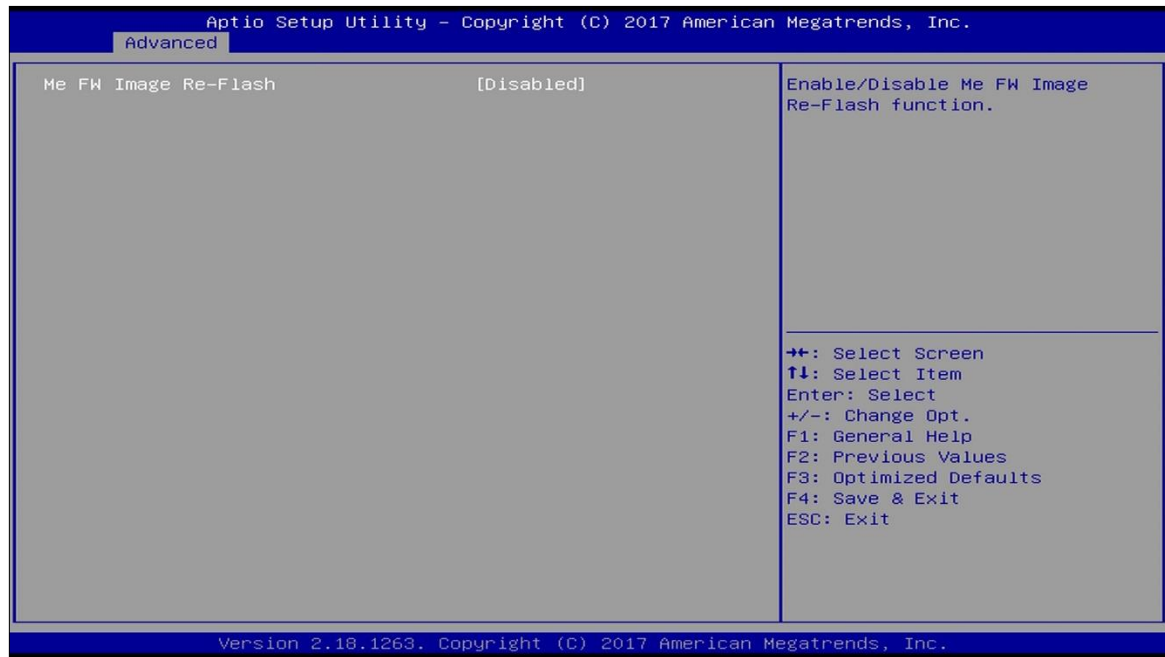 Aptio Setup Utility – Copyright (C) 2017 American Megatrends, Inc.
Advanced
Me FW Image Re-Flash [Disabled]
Enable/Disable Me FW Image
Re-Flash function.
→←: Select Screen
↑↓: Select Item
Enter: Select
+/-: Change Opt.
F1: General Help
F2: Previous Values
F3: Optimized Defaults
F4: Save & Exit
ESC: Exit
Version 2.18.1263. Copyright (C) 2017 American Megatrends, Inc.